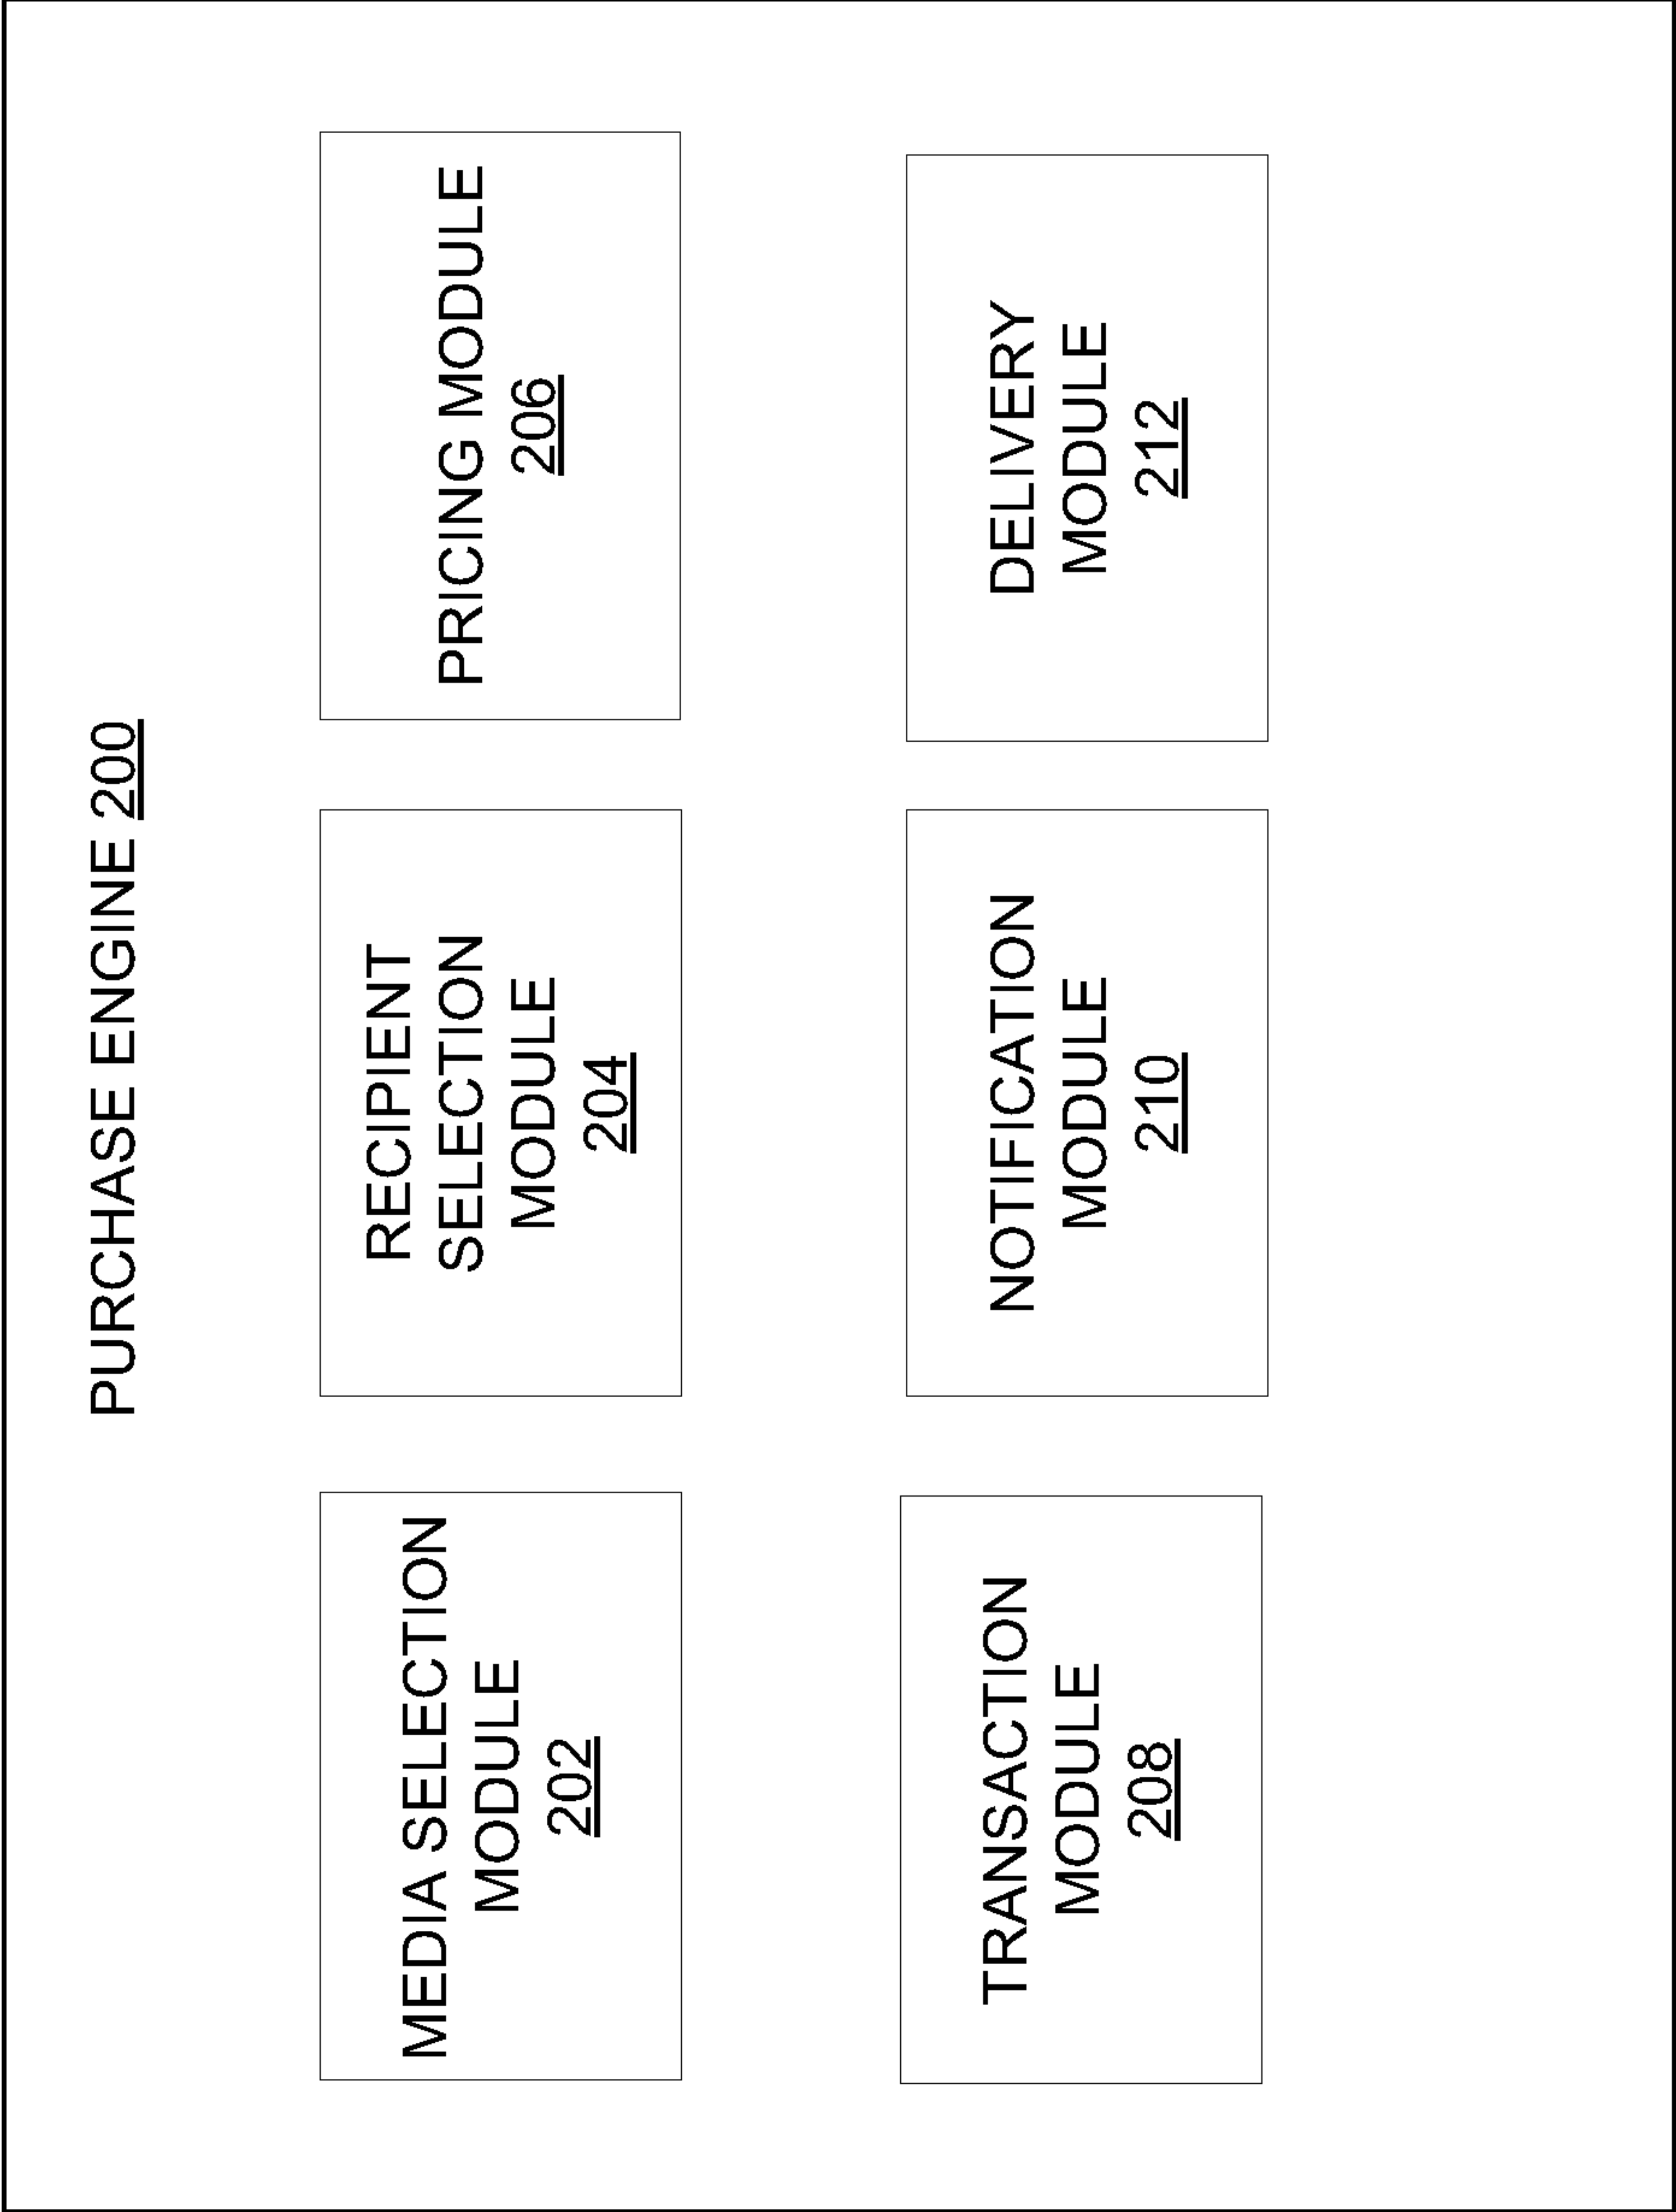 PURCHASE ENGINE 200
MEDIA SELECTION
MODULE
202
RECIPIENT
SELECTION
MODULE
204
PRICING MODULE
206
TRANSACTION
MODULE
208
NOTIFICATION
MODULE
210
DELIVERY
MODULE
212